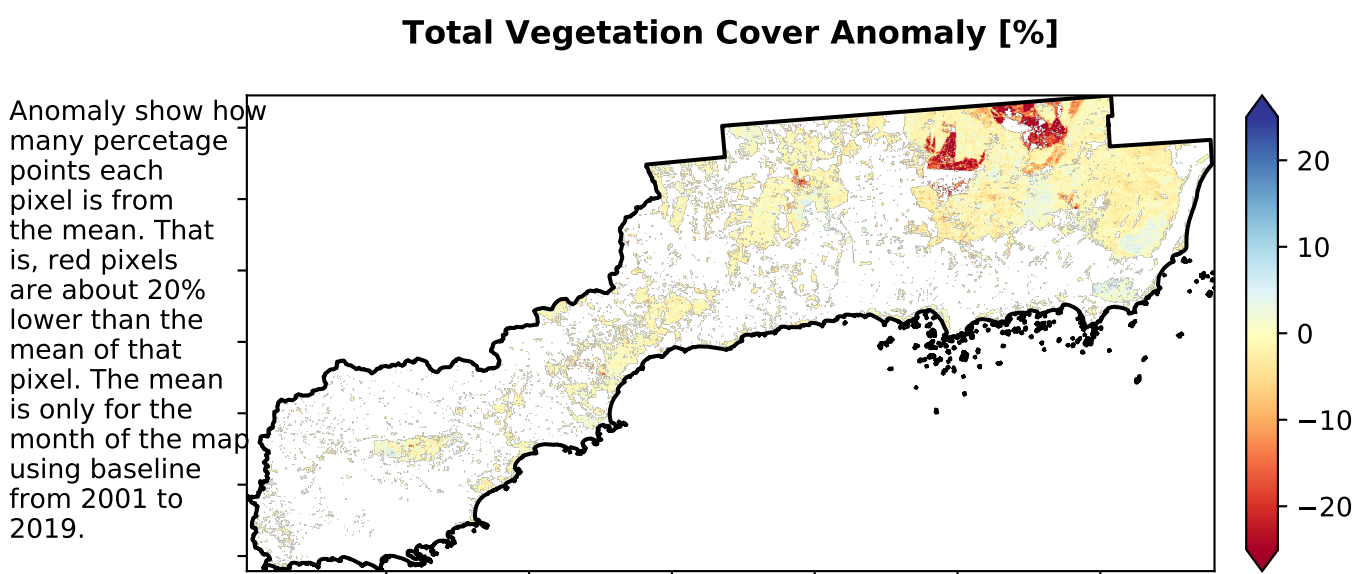 Total Vegetation Cover Anomaly [%]
Anomaly show how
many percetage
points each
pixel is from
the mean. That
is, red pixels
are about 20%
lower than the
mean of that
pixel. The mean
is only for the
month of the map
using baseline
from 2001 to
2019.
20
10
0
−10
−20